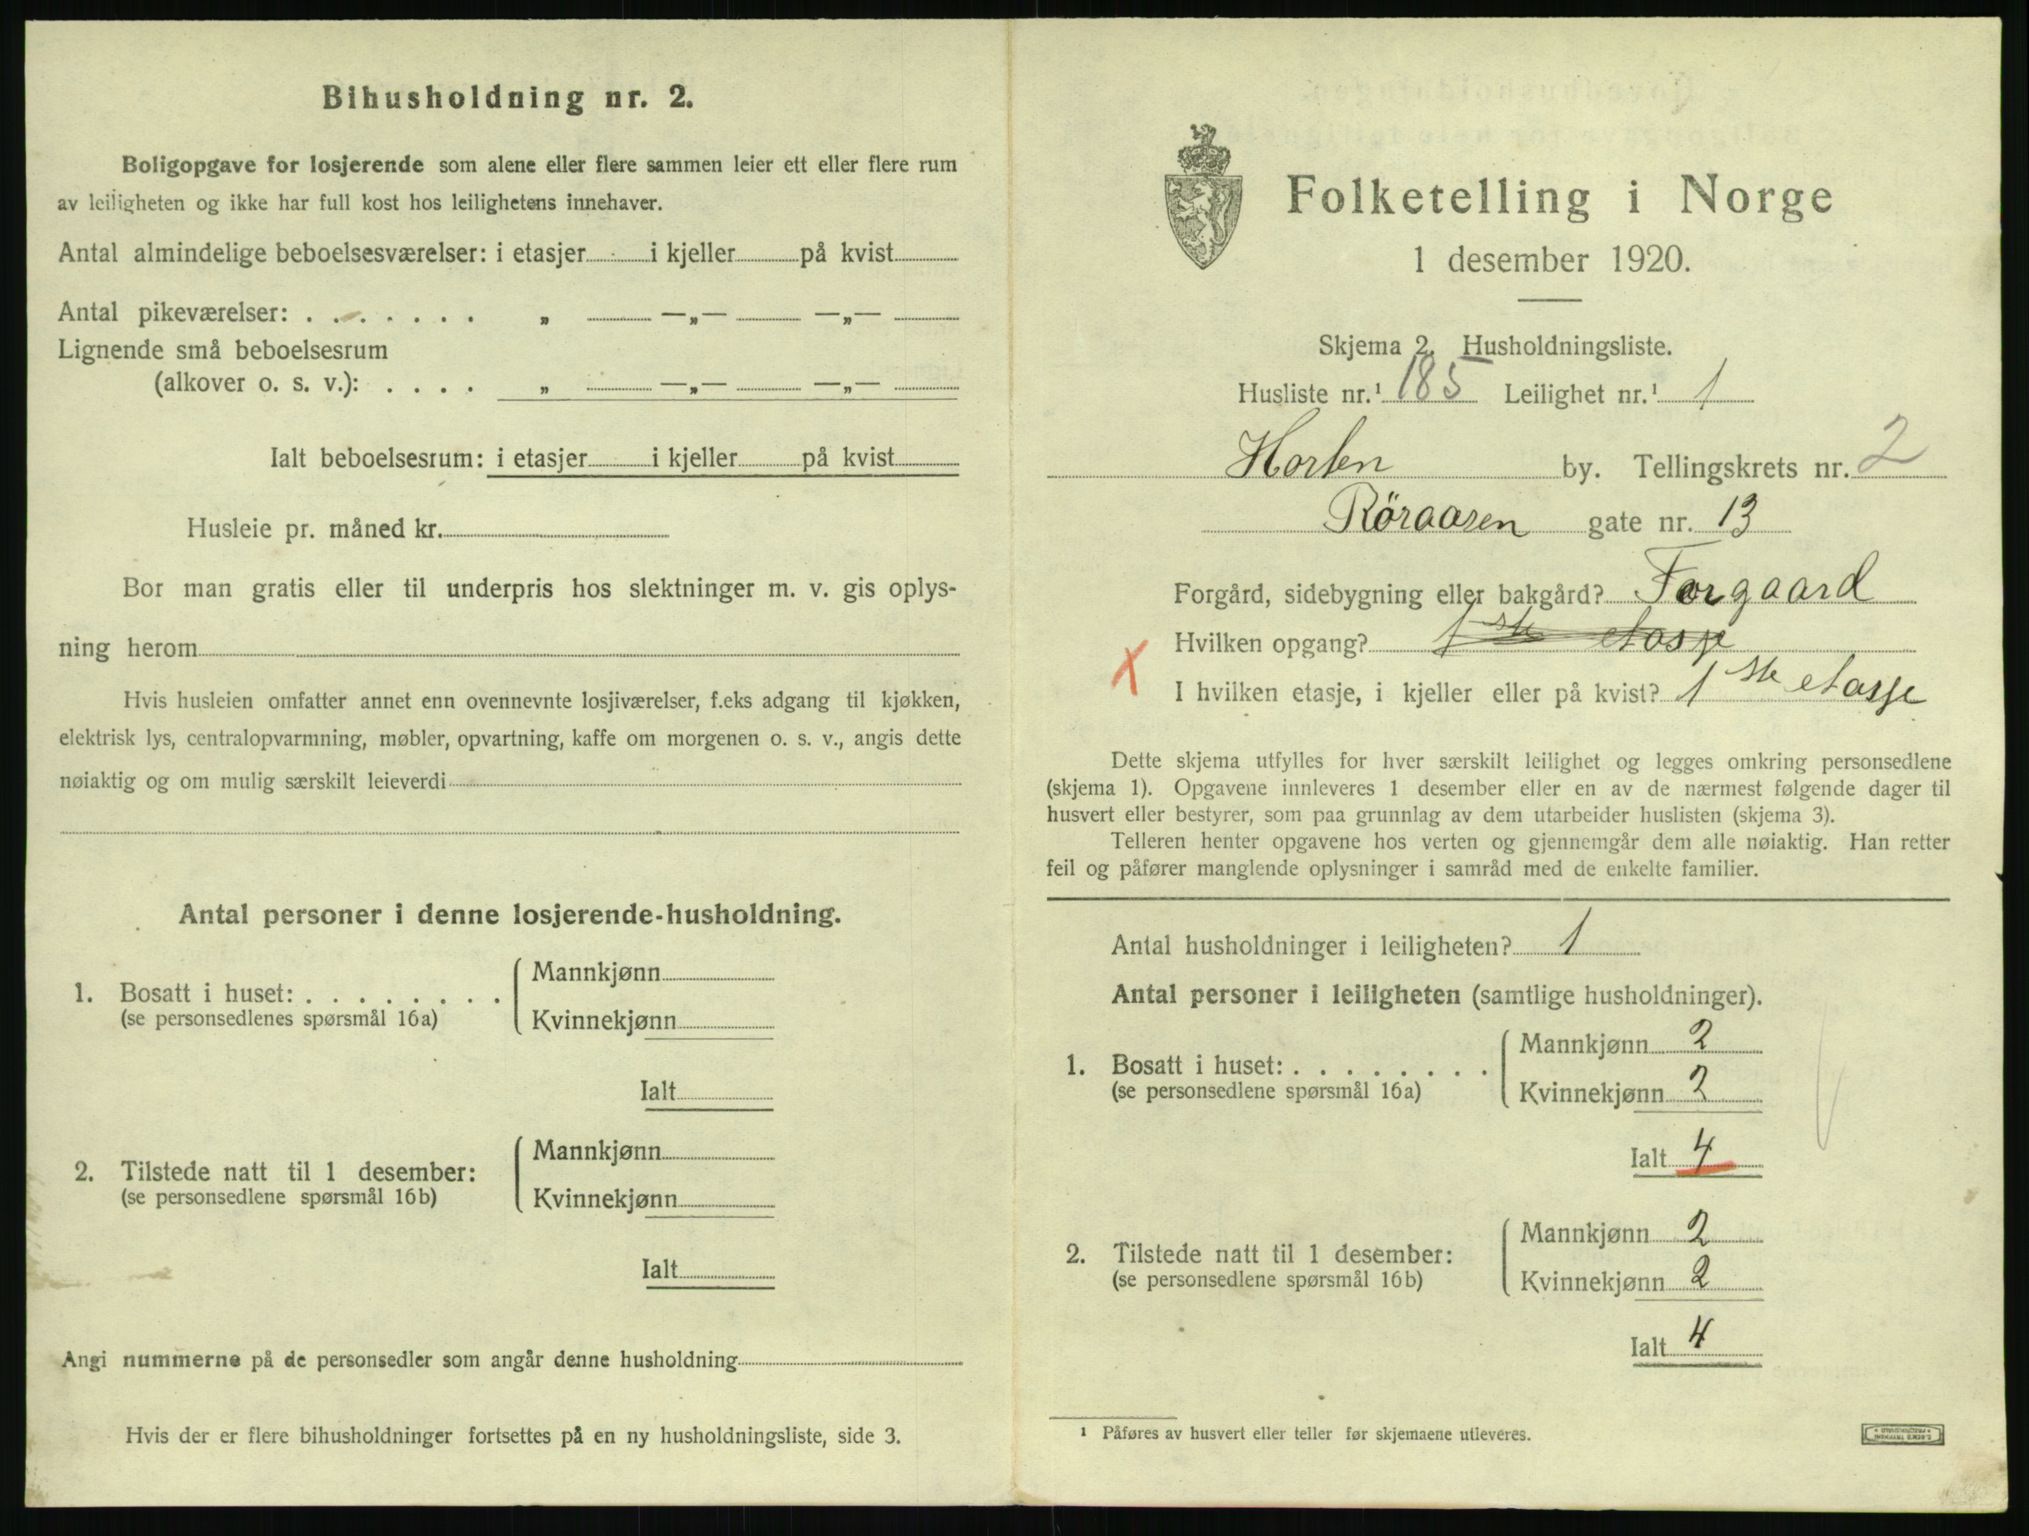 Bihusholdning nr. 2.
Boligopgave for losjerende som alene eller flere sammen leier ett eller flere rum
av leiligheten og ikke har full kost hos leilighetens innehaver.
Antal almindelige beboelsesværelser: i etasjer i kjeller på kvist
Antal pikeværelser: . . . . . . . „ —„— —„—
Lignende små beboelsesrum
(alkover o. s. v.): . . . . „ —„— —„—
Ialt beboelsesrum: i etasjer i kjeller på kvist
Husleie pr. måned kr.
Bor man gratis eller til underpris hos slektninger m. v. gis oplys-
ning herom
Hvis husleien omfatter annet enn ovennevnte losjiværelser, f.eks adgang til kjøkken,
elektrisk lys, centralopvarmning, møbler, opvartning, kaffe om morgenen o. s. v., angis dette
nøiaktig og om mulig særskilt leieverdi
Antal personer i denne losjerende-husholdning.
1. Bosatt i huset: . . . . . . . . Mannkjønn
(se personsedlenes spørsmål 16a) Kvinnekjønn
Ialt
2. Tilstede natt til 1 desember: Mannkjønn
(se personsedlene spørsmål 16b) Kvinnekjønn
Ialt
Angi nummerne på de personsedler som angår denne husholdning
Hvis der er flere bihusholdninger fortsettes på en ny husholdningsliste, side 3.
Folketelling i Norge
1 desember 1920.
Skjema 2. Husholdningsliste.
Husliste nr.¹ 185 Leilighet nr.¹ 1
Horten by. Tellingskrets nr. 2
Röraasen gate nr. 13
Forgård, sidebygning eller bakgård? Forgaard
Hvilken opgang? 1ste etasje
X I hvilken etasje, i kjeller eller på kvist? 1ste etasje
Dette skjema utfylles for hver særskilt leilighet og legges omkring personsedlene
(skjema 1). Opgavene innleveres 1 desember eller en av de nærmest følgende dager til
husvert eller bestyrer, som paa grunnlag av dem utarbeider huslisten (skjema 3).
Telleren henter opgavene hos verten og gjennemgår dem alle nøiaktig. Han retter
feil og påfører manglende oplysninger i samråd med de enkelte familier.
Antal husholdninger i leiligheten? 1
Antal personer i leiligheten (samtlige husholdninger).
1. Bosatt i huset: . . . . . . . . Mannkjønn 2
(se personsedlene spørsmål 16a) Kvinnekjønn 2
Ialt 4
2. Tilstede natt til 1 desember: Mannkjønn 2
(se personsedlene spørsmål 16b) Kvinnekjønn 2
Ialt 4
¹ Påføres av husvert eller teller før skjemaene utleveres.